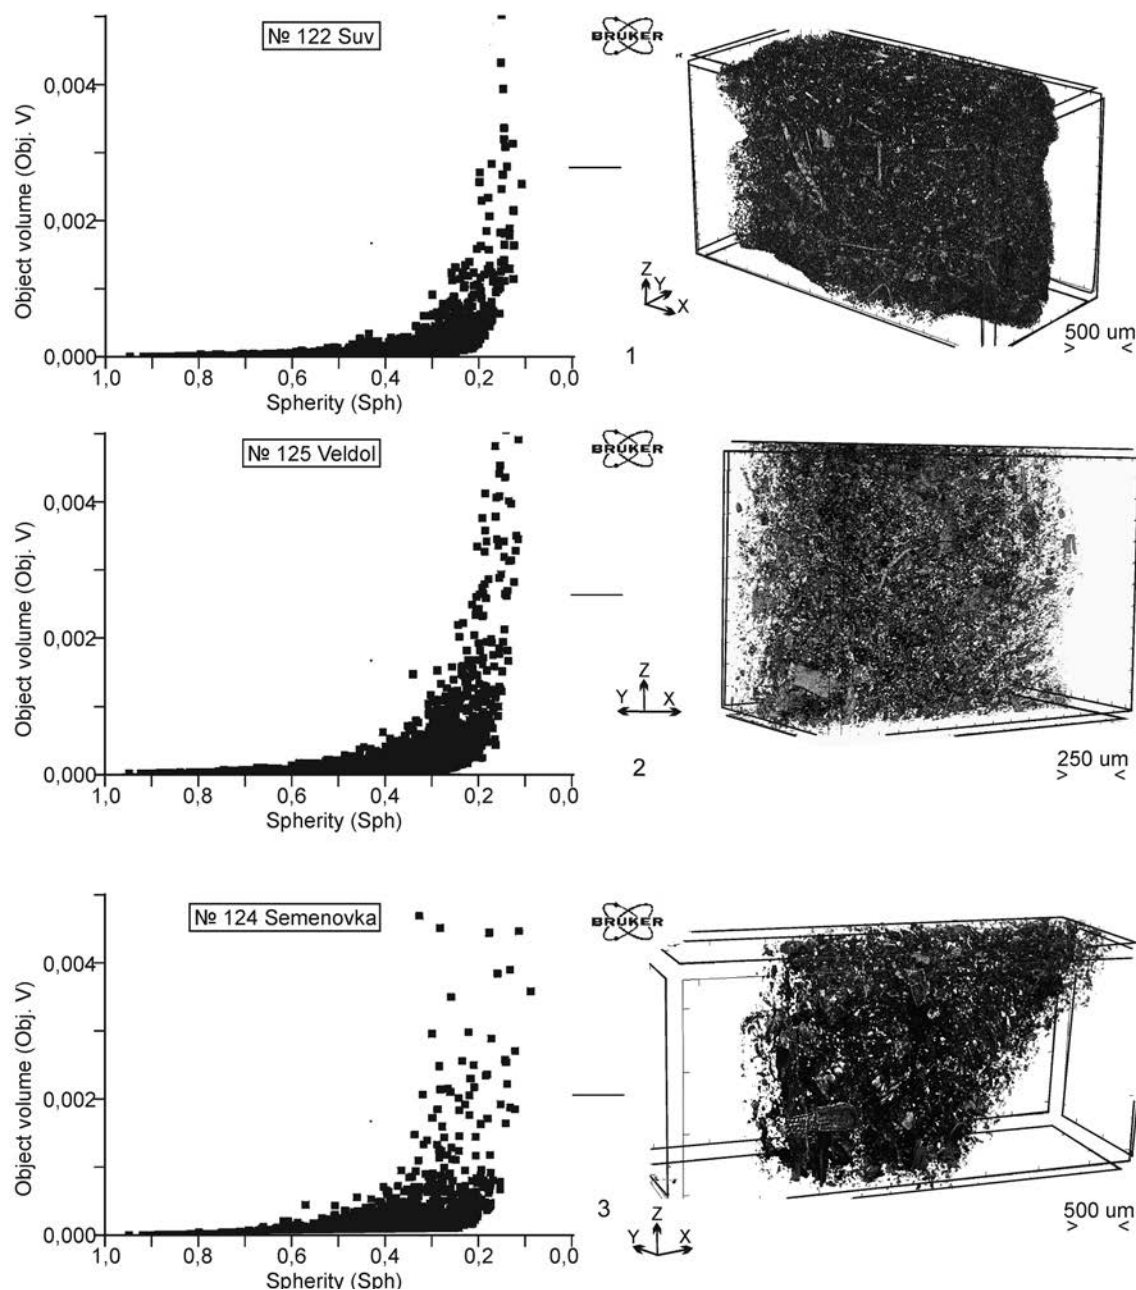 № 122 Suv
Object volume (Obj. V)
0,004
0,002
0,000
1,0 0,8 0,6 0,4 0,2 0,0
Spherity (Sph)
BRUKER
Z
Y
X
1
500 um
> <
№ 125 Veldol
Object volume (Obj. V)
0,004
0,002
0,000
1,0 0,8 0,6 0,4 0,2 0,0
Spherity (Sph)
BRUKER
Z
Y X
2
250 um
> <
№ 124 Semenovka
Object volume (Obj. V)
0,004
0,002
0,000
1,0 0,8 0,6 0,4 0,2 0,0
Spherity (Sph)
BRUKER
3
Z
Y X
500 um
> <